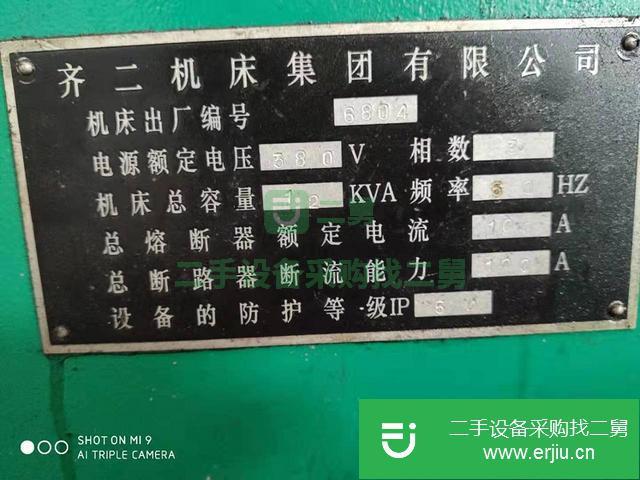 齐二机床集团有限公司
机床出厂编号 6804
电源额定电压 380 V 相数 3
机床总容量 12 KVA 频率 HZ
总熔断器额定电流 A
总断路器断流能力 A
设备的防护等级IP
二舅
二手设备采购找二舅
SHOT ON MI 9
AI TRIPLE CAMERA
二手设备采购找二舅
www.erjiu.cn